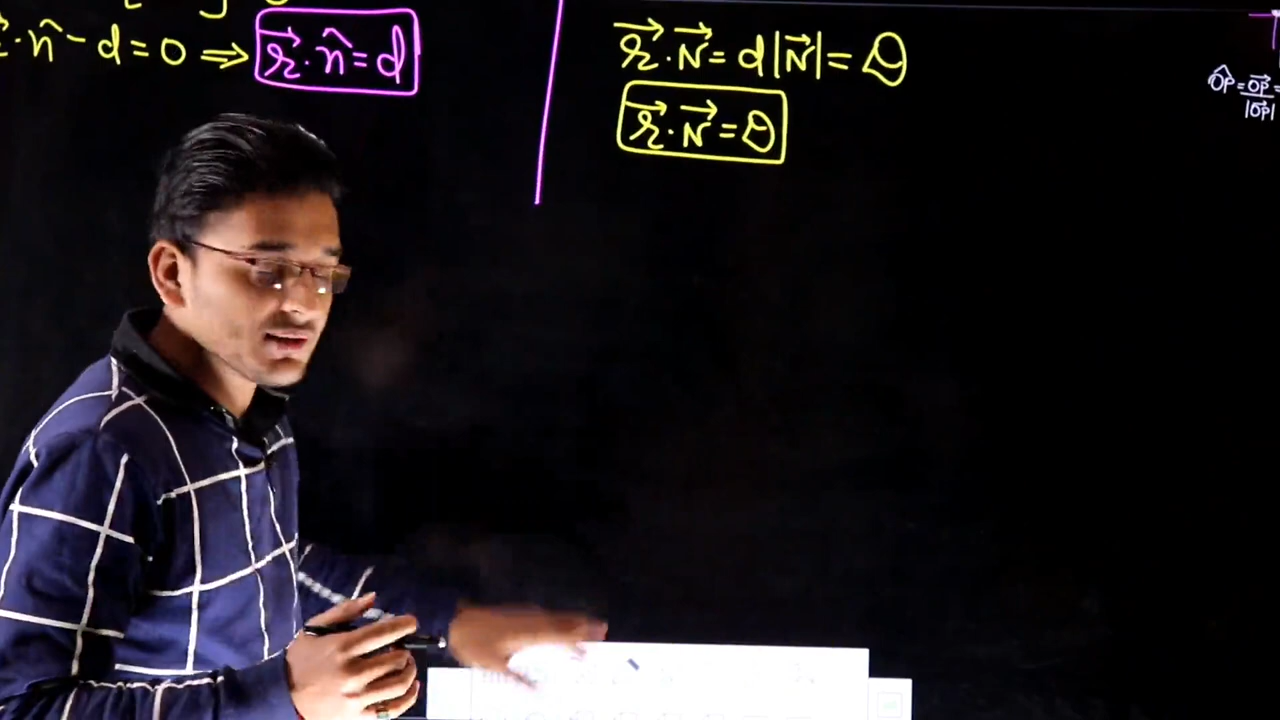 r⃗·n̂-d=0 ⇒ r⃗·n̂=d
r⃗·N⃗=d|N⃗|=D
r⃗·N⃗=D
ÔP=OP⃗/|OP⃗|=